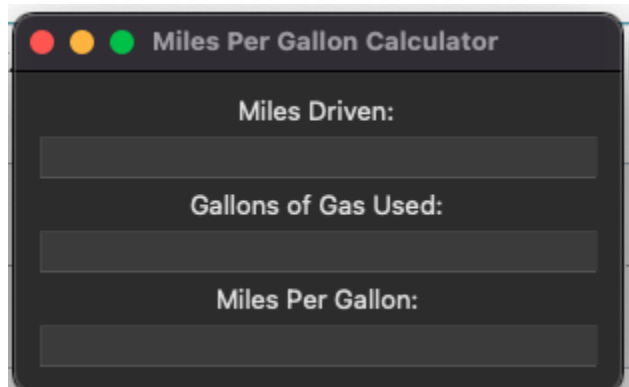 Miles Per Gallon Calculator
Miles Driven:
Gallons of Gas Used:
Miles Per Gallon: